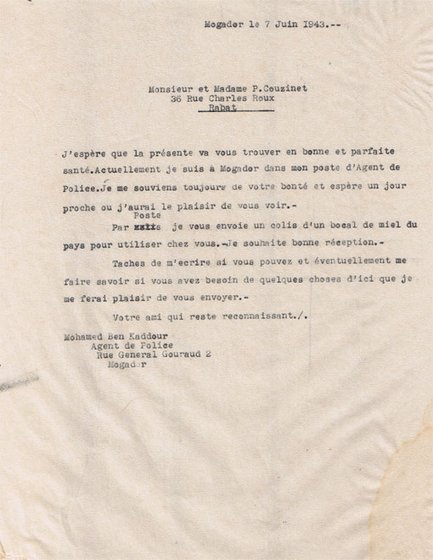 Mogador le 7 Juin 1943.--
Monsieur et Madame P.Couzinet
36 Rue Charles Roux
Rabat
J'espère que la présente va vous trouver en bonne et parfaite
santé.Actuellement je suis à Mogador dans mon poste d'Agent de
Police.Je me souviens toujours de votre bonté et espère un jour
proche ou j'aurai le plaisir de vous voir.-
Poste
Par je vous envoie un colis d'un bocal de miel du
pays pour utiliser chez vous.-Je souhaite bonne réception.-
Taches de m'ecrire si vous pouvez et éventuellement me
faire savoir si vous avez besoin de quelques choses d'ici que je
me ferai plaisir de vous envoyer.-
Votre ami qui reste reconnaissant./.
Mohamed Ben Kaddour
Agent de Police
Rue General Gouraud 2
Mogador